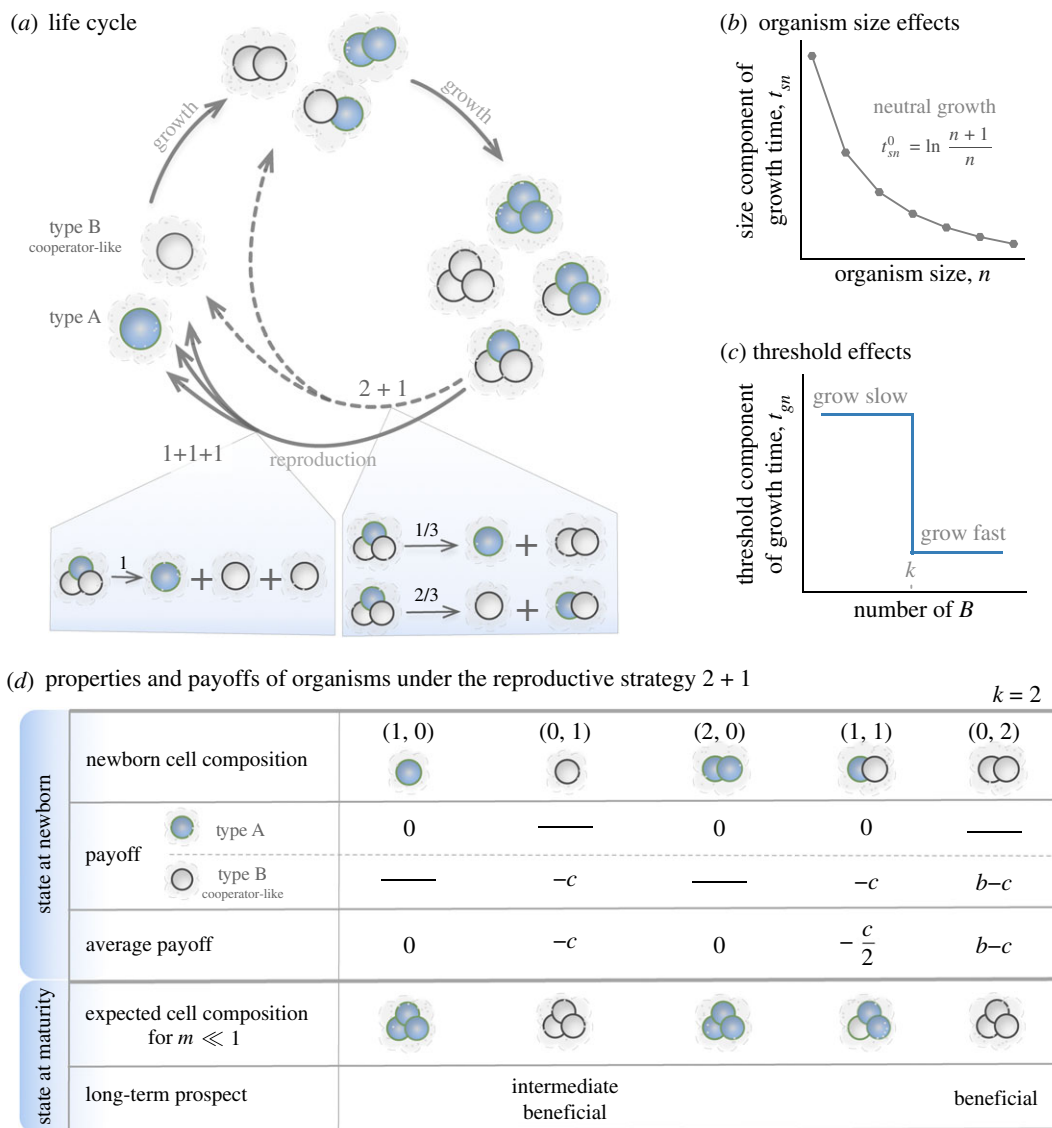 (a) life cycle
growth
growth
type B
cooperator-like
type A
2 + 1
1+1+1
reproduction
1
1/3
2/3
(b) organism size effects
size component of
growth time, t_sn
neutral growth
t^0_sn = ln (n + 1)/n
organism size, n
(c) threshold effects
threshold component
of growth time, t_gn
grow slow
grow fast
k
number of B
(d) properties and payoffs of organisms under the reproductive strategy 2 + 1
k = 2
state at newborn
newborn cell composition
(1, 0) (0, 1) (2, 0) (1, 1) (0, 2)
payoff
type A
0 — 0 0 —
type B
cooperator-like
— −c — −c b−c
average payoff
0 −c 0 − c/2 b−c
state at maturity
expected cell composition
for m ≪ 1
long-term prospect
intermediate
beneficial
beneficial